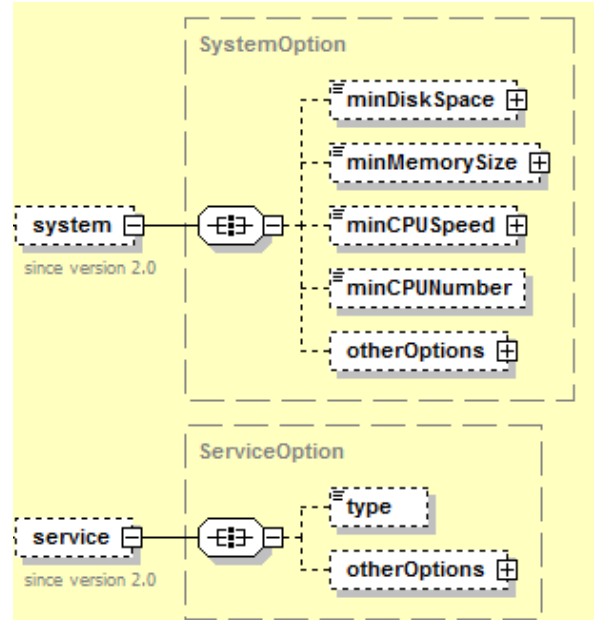 SystemOption
minDiskSpace
minMemorySize
system
minCPUSpeed
since version 2.0
minCPUNumber
otherOptions
ServiceOption
type
service
otherOptions
since version 2.0